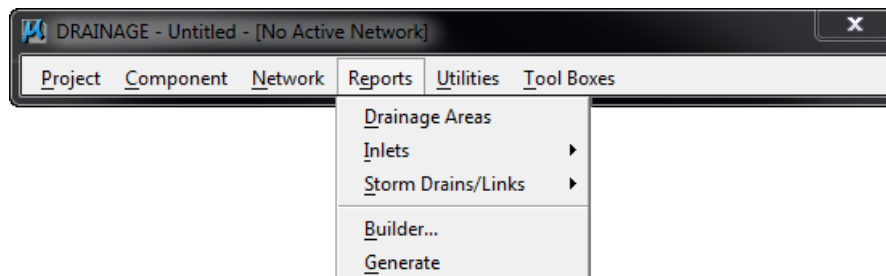 DRAINAGE - Untitled - [No Active Network]
x
Project Component Network Reports Utilities Tool Boxes
Drainage Areas
Inlets
Storm Drains/Links
Builder...
Generate